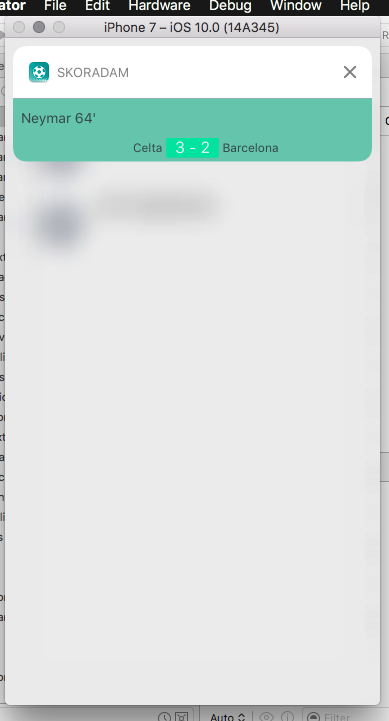 ator File Edit Hardware Debug Window Help
iPhone 7 – iOS 10.0 (14A345)
SKORADAM
Neymar 64'
Celta 3 - 2 Barcelona
Auto Filter